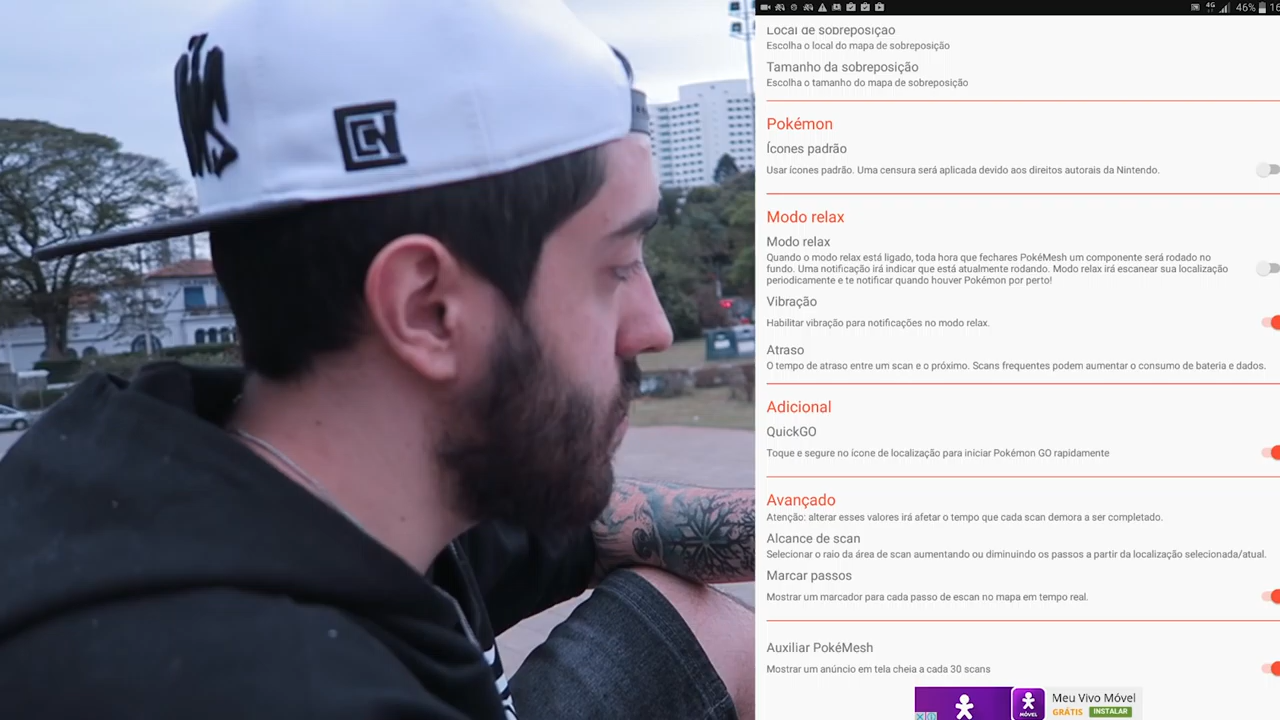 4G 46% 16
Local de sobreposição
Escolha o local do mapa de sobreposição
Tamanho da sobreposição
Escolha o tamanho do mapa de sobreposição
Pokémon
Ícones padrão
Usar ícones padrão. Uma censura será aplicada devido aos direitos autorais da Nintendo.
Modo relax
Modo relax
Quando o modo relax está ligado, toda hora que fechares PokéMesh um componente será rodado no
fundo. Uma notificação irá indicar que está atualmente rodando. Modo relax irá escanear sua localização
periodicamente e te notificar quando houver Pokémon por perto!
Vibração
Habilitar vibração para notificações no modo relax.
Atraso
O tempo de atraso entre um scan e o próximo. Scans frequentes podem aumentar o consumo de bateria e dados.
Adicional
QuickGO
Toque e segure no ícone de localização para iniciar Pokémon GO rapidamente
Avançado
Atenção: alterar esses valores irá afetar o tempo que cada scan demora a ser completado.
Alcance de scan
Selecionar o raio da área de scan aumentando ou diminuindo os passos a partir da localização selecionada/atual.
Marcar passos
Mostrar um marcador para cada passo de escan no mapa em tempo real.
Auxiliar PokéMesh
Mostrar um anúncio em tela cheia a cada 30 scans
MÓVEL
Meu Vivo Móvel
GRÁTIS INSTALAR